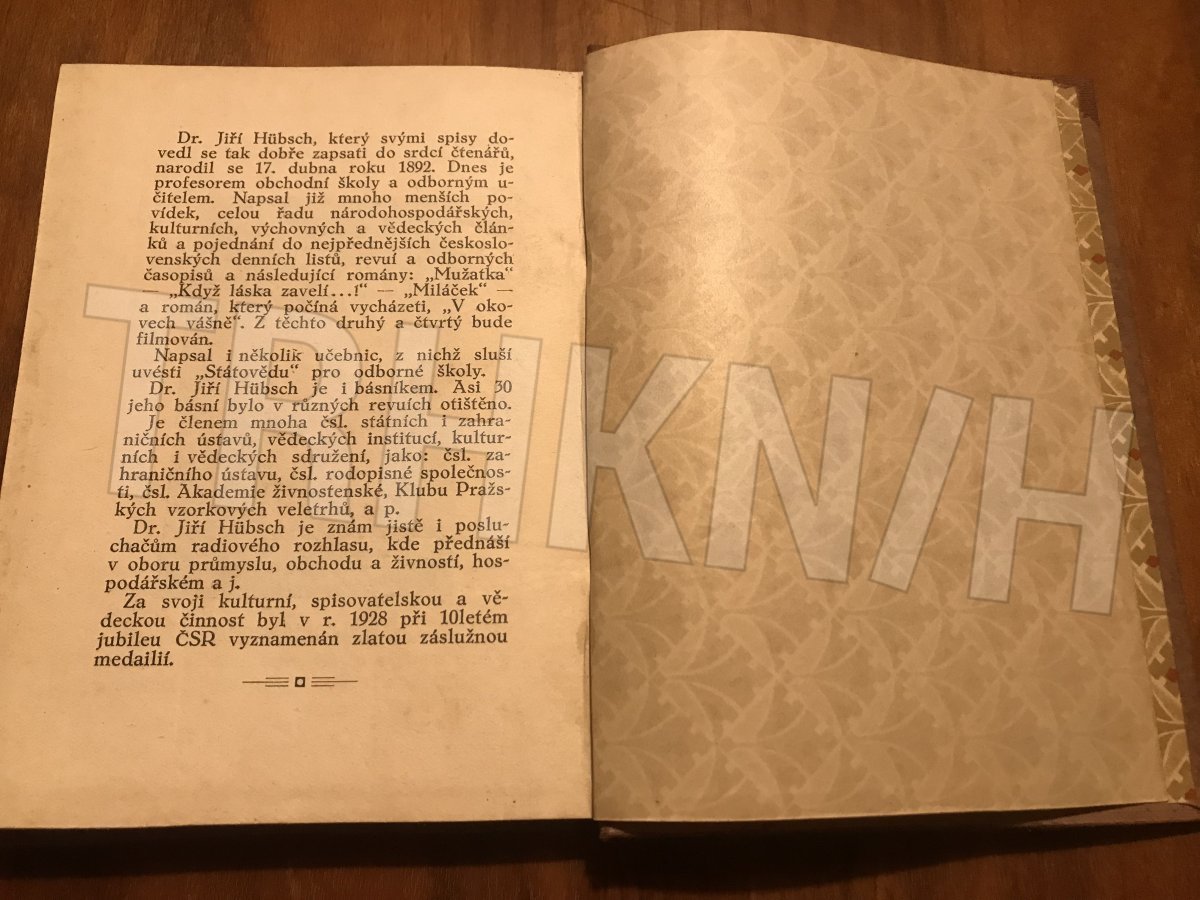 Dr. Jiří Hübsch, který svými spisy do-
vedl se tak dobře zapsati do srdcí čtenářů,
narodil se 17. dubna roku 1892. Dnes je
profesorem obchodní školy a odborným u-
čitelem. Napsal již mnoho menších po-
vídek, celou řadu národohospodářských,
kulturních, výchovných a vědeckých člán-
ků a pojednání do nejpřednějších českoslo-
venských denních listů, revuí a odborných
časopisů a následující romány: „Mužatka“
— „Když láska zavelí...!“ — „Miláček“ —
a román, který počíná vycházeti, „V oko-
vech vášně“. Z těchto druhý a čtvrtý bude
filmován.
Napsal i několik učebnic, z nichž sluší
uvésti „Státovědu“ pro odborné školy.
Dr. Jiří Hübsch je i básníkem. Asi 30
jeho básní bylo v různých revuích otištěno.
Je členem mnoha čsl. státních i zahra-
ničních ústavů, vědeckých institucí, kultur-
ních i vědeckých sdružení, jako: čsl. za-
hraničního ústavu, čsl. rodopisné společnos-
ti, čsl. Akademie živnostenské, Klubu Praž-
ských vzorkových veletrhů, a p.
Dr. Jiří Hübsch je znám jistě i poslu-
chačům radiového rozhlasu, kde přednáší
v oboru průmyslu, obchodu a živností, hos-
podářském a j.
Za svoji kulturní, spisovatelskou a vě-
deckou činnost byl v r. 1928 při 10letém
jubileu ČSR vyznamenán zlatou záslužnou
medailií.
TRHKN/H